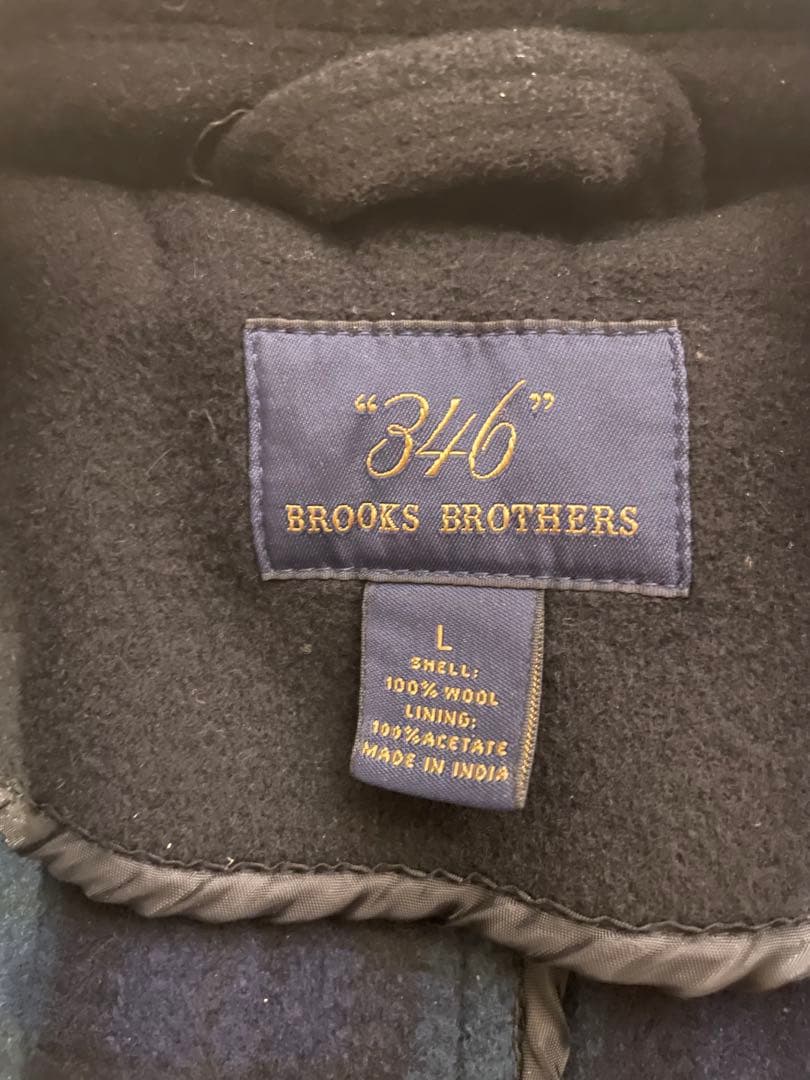 “346”
BROOKS BROTHERS
L
SHELL:
100% WOOL
LINING:
100% ACETATE
MADE IN INDIA